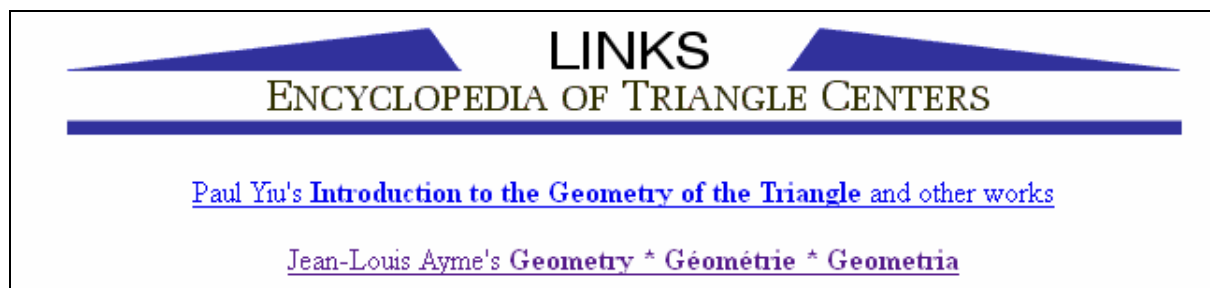 LINKS
ENCYCLOPEDIA OF TRIANGLE CENTERS
Paul Yiu's Introduction to the Geometry of the Triangle and other works
Jean-Louis Ayme's Geometry * Géométrie * Geometria